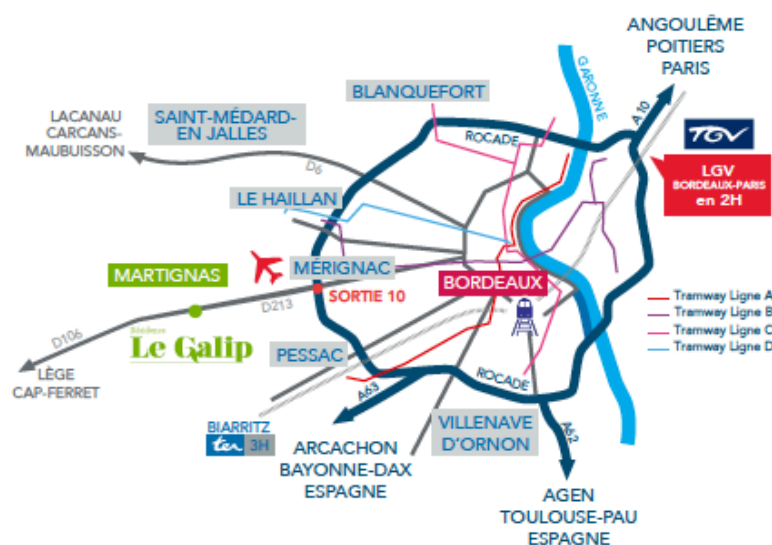 ANGOULÊME
POITIERS
PARIS
GARONNE
A 10
BLANQUEFORT
ROCADE
TGV
LGV
BORDEAUX-PARIS
en 2H
LACANAU
CARCANS-
MAUBUISSON
SAINT-MÉDARD-
EN JALLES
D6
LE HAILLAN
MARTIGNAS
MÉRIGNAC
BORDEAUX
SORTIE 10
D213
D106
Le Galip
LÈGE
CAP-FERRET
Tramway Ligne A
Tramway Ligne B
Tramway Ligne C
Tramway Ligne D
PESSAC
A63
ROCADE
BIARRITZ
ter 3H
ARCACHON
BAYONNE-DAX
ESPAGNE
VILLENAVE
D'ORNON
A62
AGEN
TOULOUSE-PAU
ESPAGNE